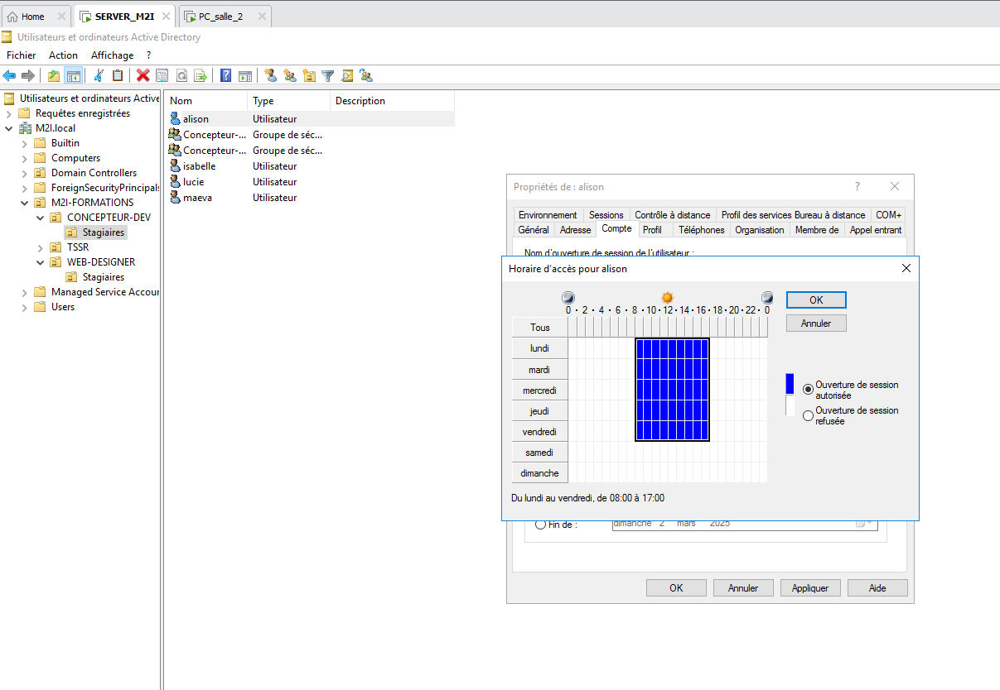 Home SERVER_M2I PC_salle_2
Utilisateurs et ordinateurs Active Directory
Fichier Action Affichage ?
Utilisateurs et ordinateurs Active
Requêtes enregistrées
M2I.local
Builtin
Computers
Domain Controllers
ForeignSecurityPrincipals
M2I-FORMATIONS
CONCEPTEUR-DEV
Stagiaires
TSSR
WEB-DESIGNER
Stagiaires
Managed Service Accour
Users
Nom Type Description
alison Utilisateur
Concepteur-... Groupe de séc...
Concepteur-... Groupe de séc...
isabelle Utilisateur
lucie Utilisateur
maeva Utilisateur
Propriétés de : alison ?
Environnement Sessions Contrôle à distance Profil des services Bureau à distance COM+
Général Adresse Compte Profil Téléphones Organisation Membre de Appel entrant
Nom d'ouverture de session de l'utilisateur :
Horaire d'accès pour alison
0 · 2 · 4 · 6 · 8 · 10 · 12 · 14 · 16 · 18 · 20 · 22 · 0
Tous
lundi
mardi
mercredi
jeudi
vendredi
samedi
dimanche
OK
Annuler
Ouverture de session
autorisée
Ouverture de session
refusée
Du lundi au vendredi, de 08:00 à 17:00
Fin de : dimanche 2 mars 2025
OK Annuler Appliquer Aide